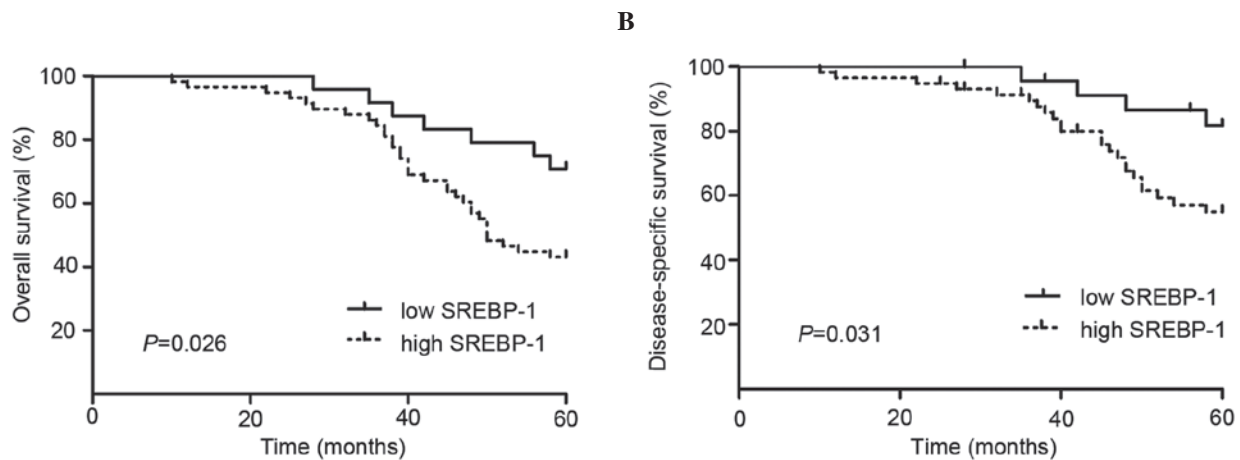 B
Overall survival (%)
100
80
60
40
20
0
20
40
60
Time (months)
low SREBP-1
high SREBP-1
P=0.026
Disease-specific survival (%)
100
80
60
40
20
0
20
40
60
Time (months)
low SREBP-1
high SREBP-1
P=0.031